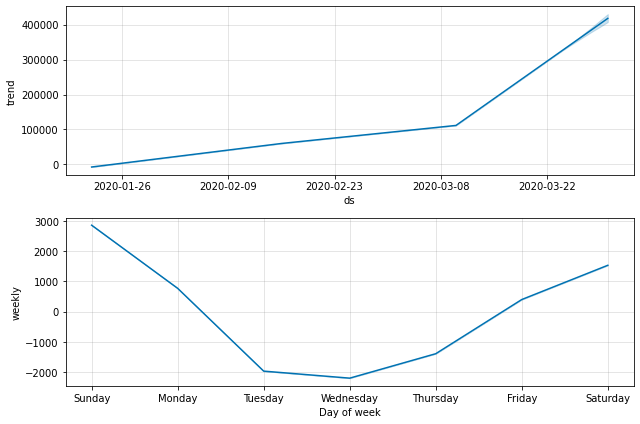 400000
300000
200000
100000
0
trend
2020-01-26 2020-02-09 2020-02-23 2020-03-08 2020-03-22
ds
3000
2000
1000
0
−1000
−2000
weekly
Sunday Monday Tuesday Wednesday Thursday Friday Saturday
Day of week